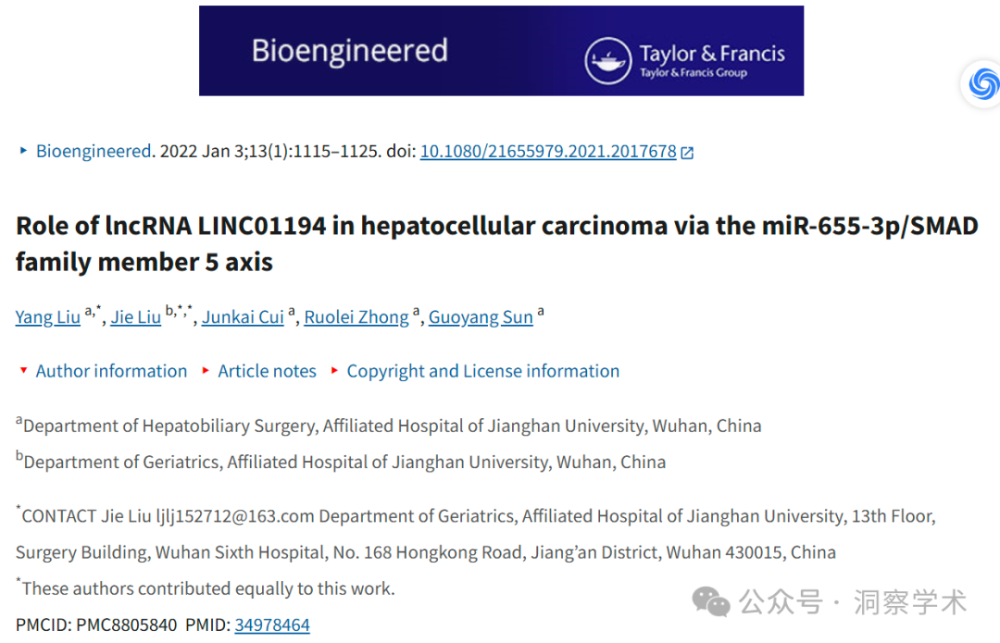 Bioengineered
Taylor & Francis
Taylor & Francis Group
Bioengineered. 2022 Jan 3;13(1):1115–1125. doi: 10.1080/21655979.2021.2017678
Role of lncRNA LINC01194 in hepatocellular carcinoma via the miR-655-3p/SMAD
family member 5 axis
Yang Liu a,*, Jie Liu b,*,*, Junkai Cui a, Ruolei Zhong a, Guoyang Sun a
Author information Article notes Copyright and License information
aDepartment of Hepatobiliary Surgery, Affiliated Hospital of Jianghan University, Wuhan, China
bDepartment of Geriatrics, Affiliated Hospital of Jianghan University, Wuhan, China
*CONTACT Jie Liu ljlj152712@163.com Department of Geriatrics, Affiliated Hospital of Jianghan University, 13th Floor,
Surgery Building, Wuhan Sixth Hospital, No. 168 Hongkong Road, Jiang’an District, Wuhan 430015, China
*These authors contributed equally to this work.
公众号 · 洞察学术
PMCID: PMC8805840 PMID: 34978464